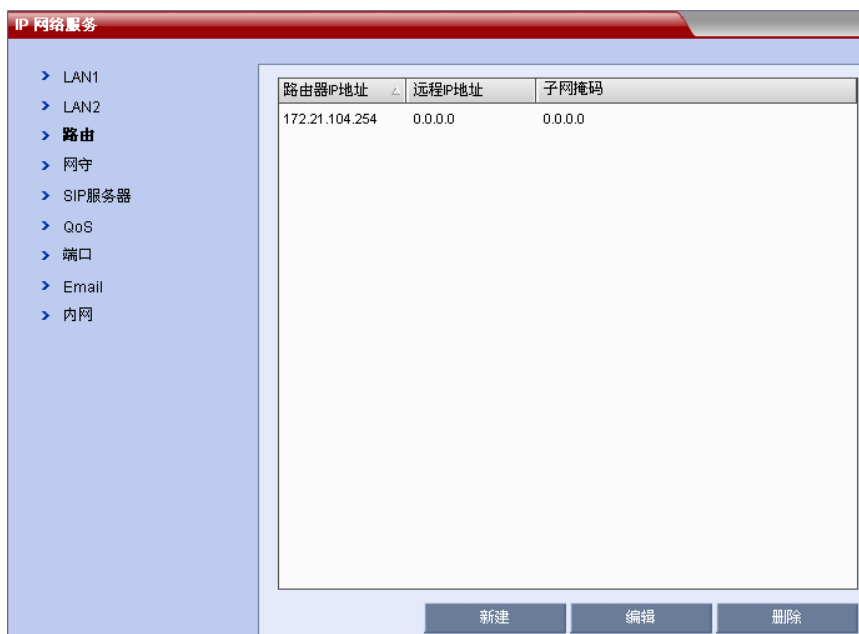 IP 网络服务
LAN1
LAN2
路由
网守
SIP服务器
QoS
端口
Email
内网
路由器IP地址 远程IP地址 子网掩码
172.21.104.254 0.0.0.0 0.0.0.0
新建 编辑 删除